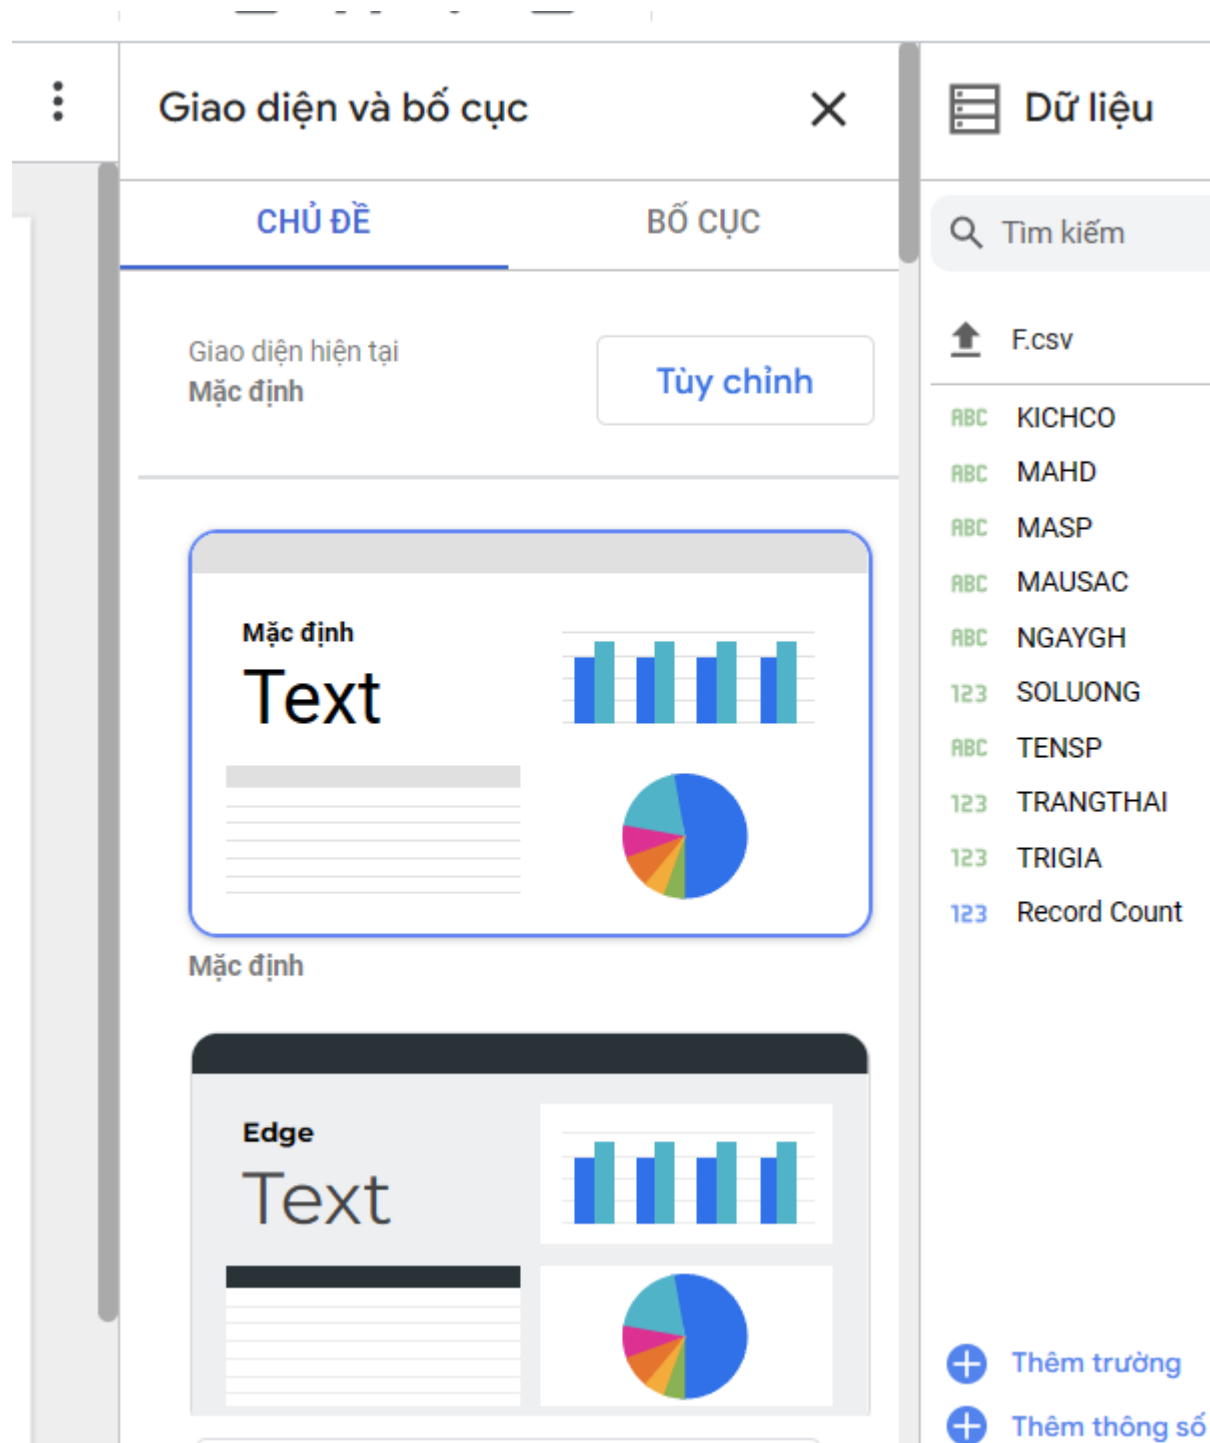 Giao diện và bố cục
CHỦ ĐỀ
BỐ CỤC
Giao diện hiện tại
Mặc định
Tùy chỉnh
Mặc định
Text
Mặc định
Edge
Text
Dữ liệu
Tìm kiếm
F.csv
ABC KICHCO
ABC MAHD
ABC MASP
ABC MAUSAC
ABC NGAYGH
123 SOLUONG
ABC TENSP
123 TRANGTHAI
123 TRIGIA
123 Record Count
Thêm trường
Thêm thông số